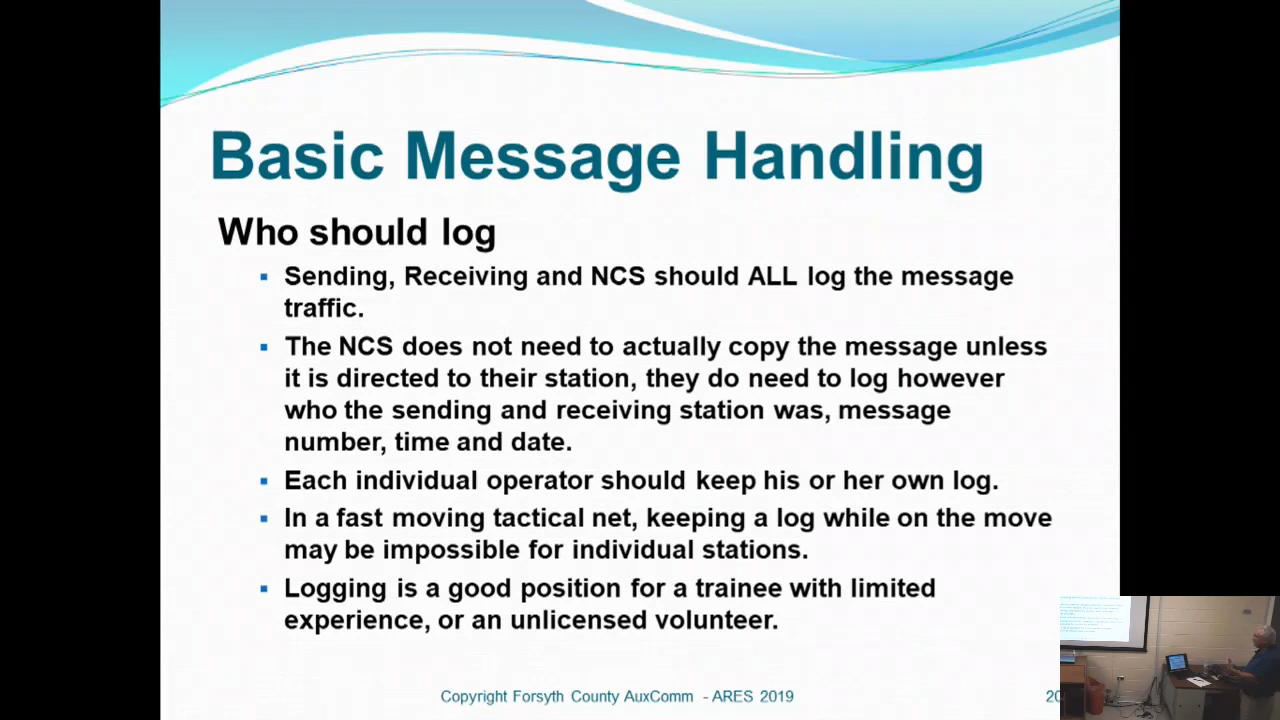 Basic Message Handling
Who should log
▪ Sending, Receiving and NCS should ALL log the message
traffic.
▪ The NCS does not need to actually copy the message unless
it is directed to their station, they do need to log however
who the sending and receiving station was, message
number, time and date.
▪ Each individual operator should keep his or her own log.
▪ In a fast moving tactical net, keeping a log while on the move
may be impossible for individual stations.
▪ Logging is a good position for a trainee with limited
experience, or an unlicensed volunteer.
Copyright Forsyth County AuxComm - ARES 2019